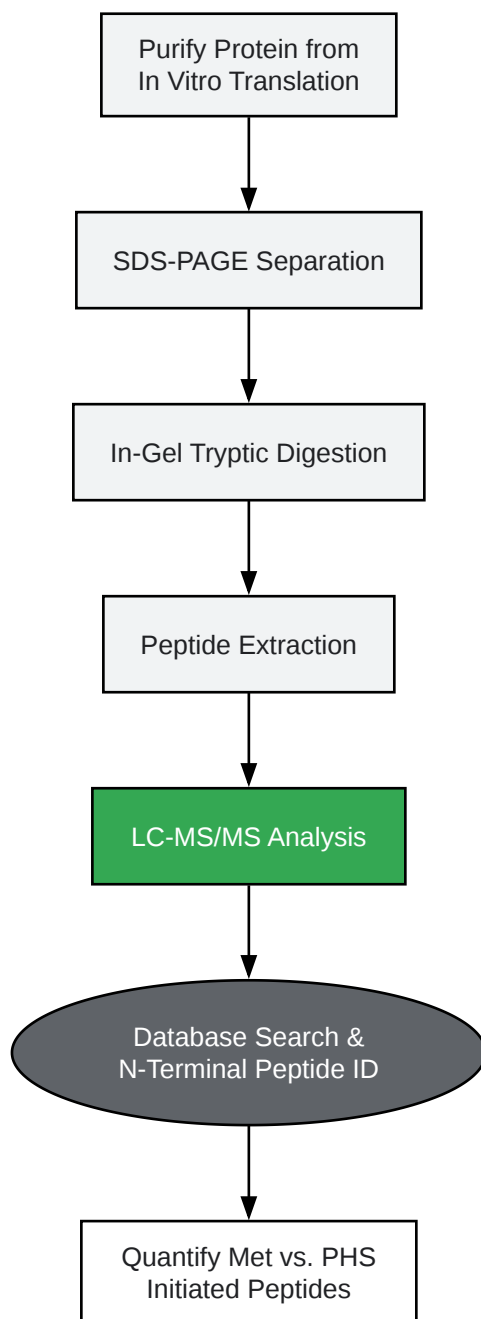 Purify Protein from
In Vitro Translation
SDS-PAGE Separation
In-Gel Tryptic Digestion
Peptide Extraction
LC-MS/MS Analysis
Database Search &
N-Terminal Peptide ID
Quantify Met vs. PHS
Initiated Peptides